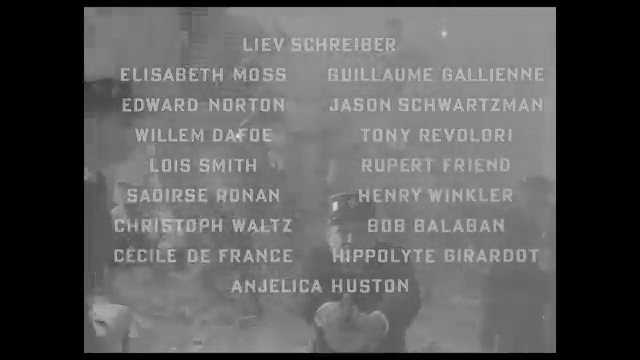 LIEV SCHREIBER
ELISABETH MOSS GUILLAUME GALLIENNE
EDWARD NORTON JASON SCHWARTZMAN
WILLEM DAFOE TONY REVOLORI
LOIS SMITH RUPERT FRIEND
SAOIRSE RONAN HENRY WINKLER
CHRISTOPH WALTZ BOB BALABAN
CÉCILE DE FRANCE HIPPOLYTE GIRARDOT
ANJELICA HUSTON